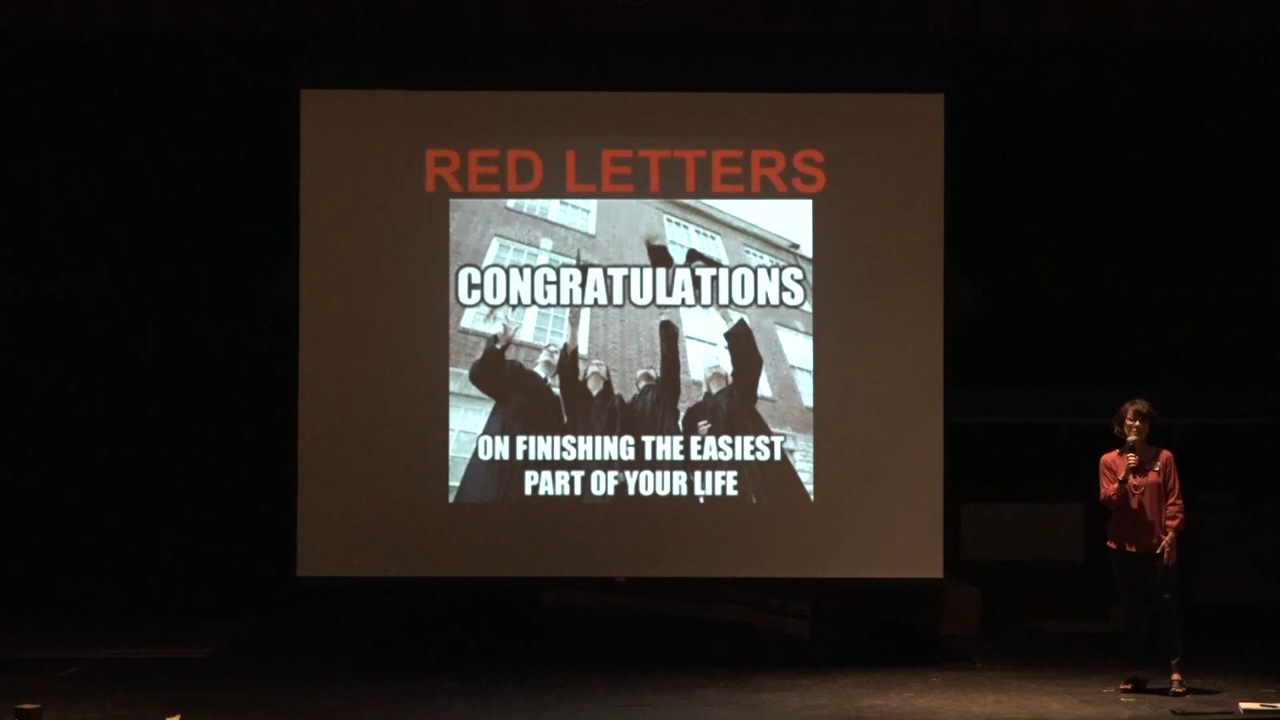 RED LETTERS
CONGRATULATIONS
ON FINISHING THE EASIEST
PART OF YOUR LIFE